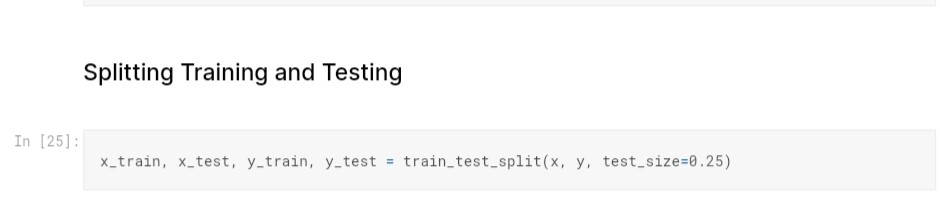 Splitting Training and Testing
In [25]:
x_train, x_test, y_train, y_test = train_test_split(x, y, test_size=0.25)